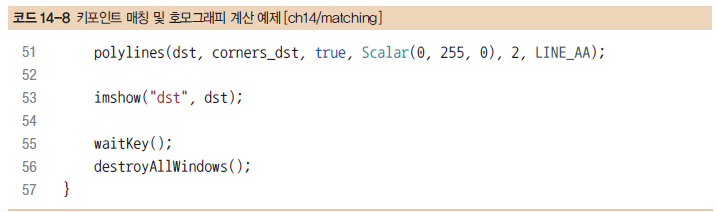 코드 14-8 키포인트 매칭 및 호모그래피 계산 예제 [ch14/matching]
51 polylines(dst, corners_dst, true, Scalar(0, 255, 0), 2, LINE_AA);
52
53 imshow("dst", dst);
54
55 waitKey();
56 destroyAllWindows();
57 }